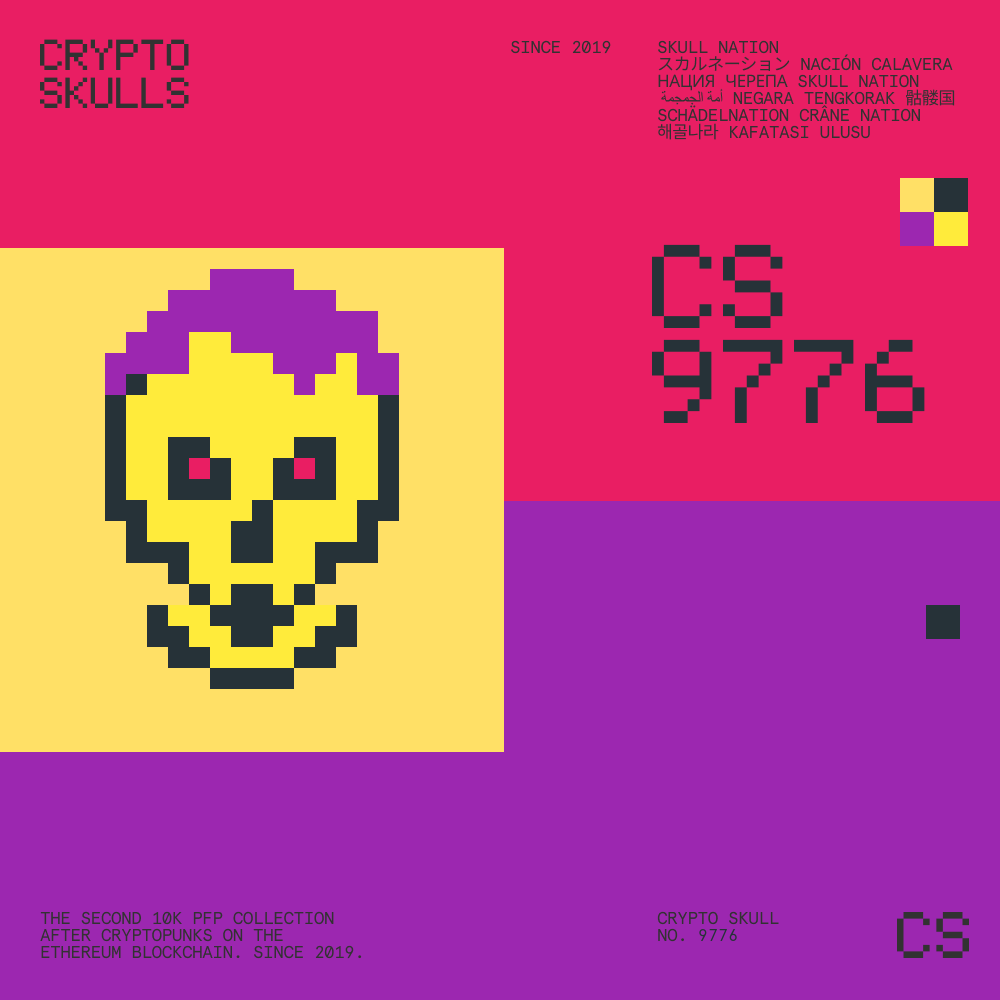 CRYPTO
SKULLS
SINCE 2019
SKULL NATION
スカルネーション NACIÓN CALAVERA
НАЦИЯ ЧЕРЕПА SKULL NATION
أمة الجمجمة NEGARA TENGKORAK 骷髅国
SCHÄDELNATION CRÂNE NATION
해골나라 KAFATASI ULUSU
CS
9776
THE SECOND 10K PFP COLLECTION
AFTER CRYPTOPUNKS ON THE
ETHEREUM BLOCKCHAIN. SINCE 2019.
CRYPTO SKULL
NO. 9776
CS